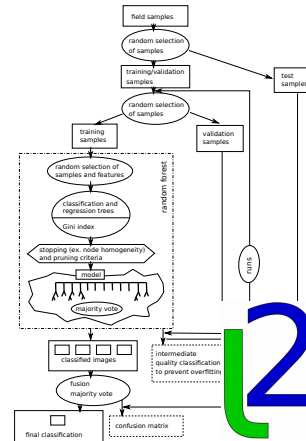 field samples
random selection
of samples
training/validation
samples
test
samples
random selection
of samples
training
samples
validation
samples
random selection of
samples and features
random forest
classification and
regression trees
Gini index
stopping (ex. node homogeneity)
and pruning criteria
model
majority vote
runs
classified images
intermediate
quality classification
to prevent overfitting
fusion
majority vote
final classification
confusion matrix
2